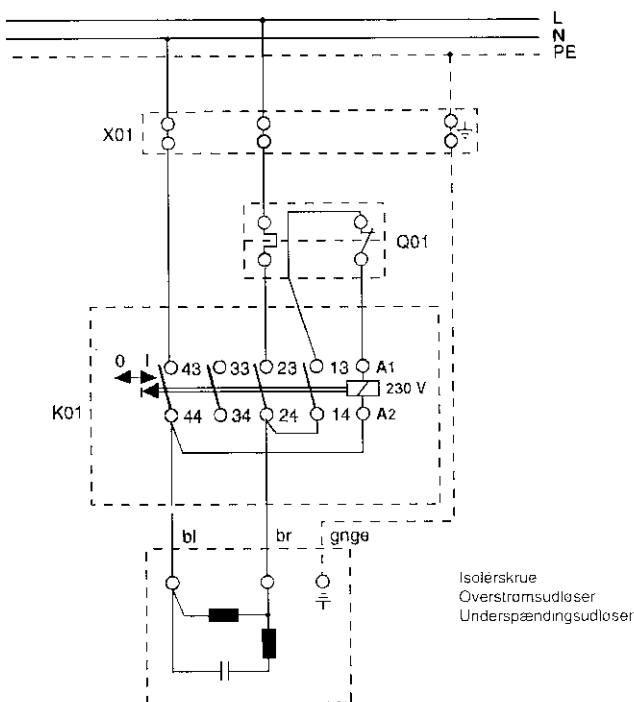 L
N
PE
X01
Q01
0 I
43 33 23 13 A1
230 V
K01
44 34 24 14 A2
bl br gnge
Isolérskrue
Overstrømsudløser
Underspændingsudløser